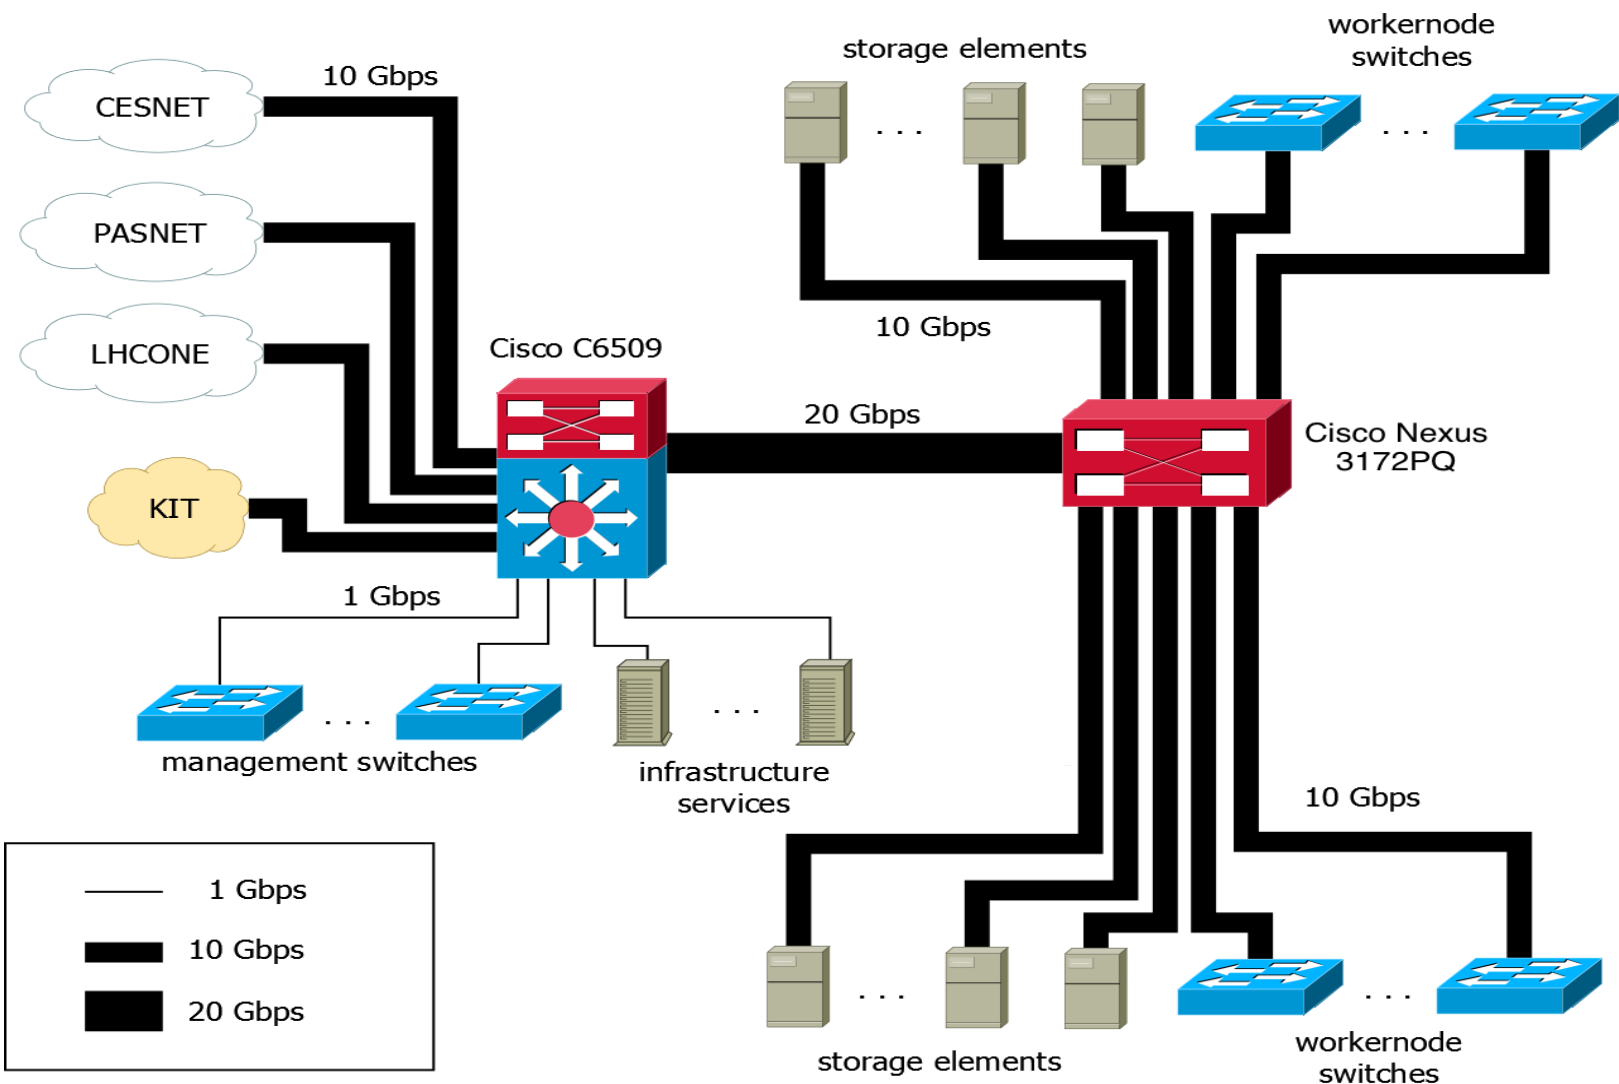 storage elements
workernode
switches
10 Gbps
CESNET
. . .
. . .
PASNET
10 Gbps
LHCONE
Cisco C6509
20 Gbps
Cisco Nexus
3172PQ
KIT
1 Gbps
. . .
. . .
management switches
infrastructure
services
10 Gbps
1 Gbps
10 Gbps
20 Gbps
. . .
. . .
storage elements
workernode
switches